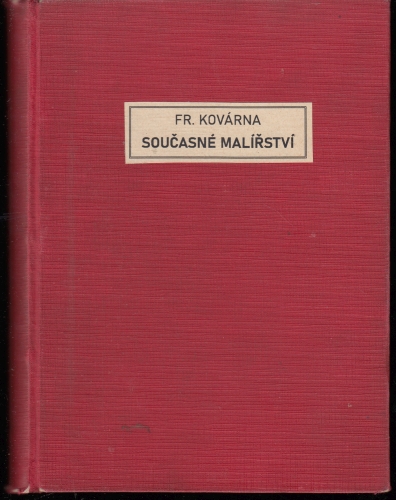 FR. KOVÁRNA
SOUČASNÉ MALÍŘSTVÍ